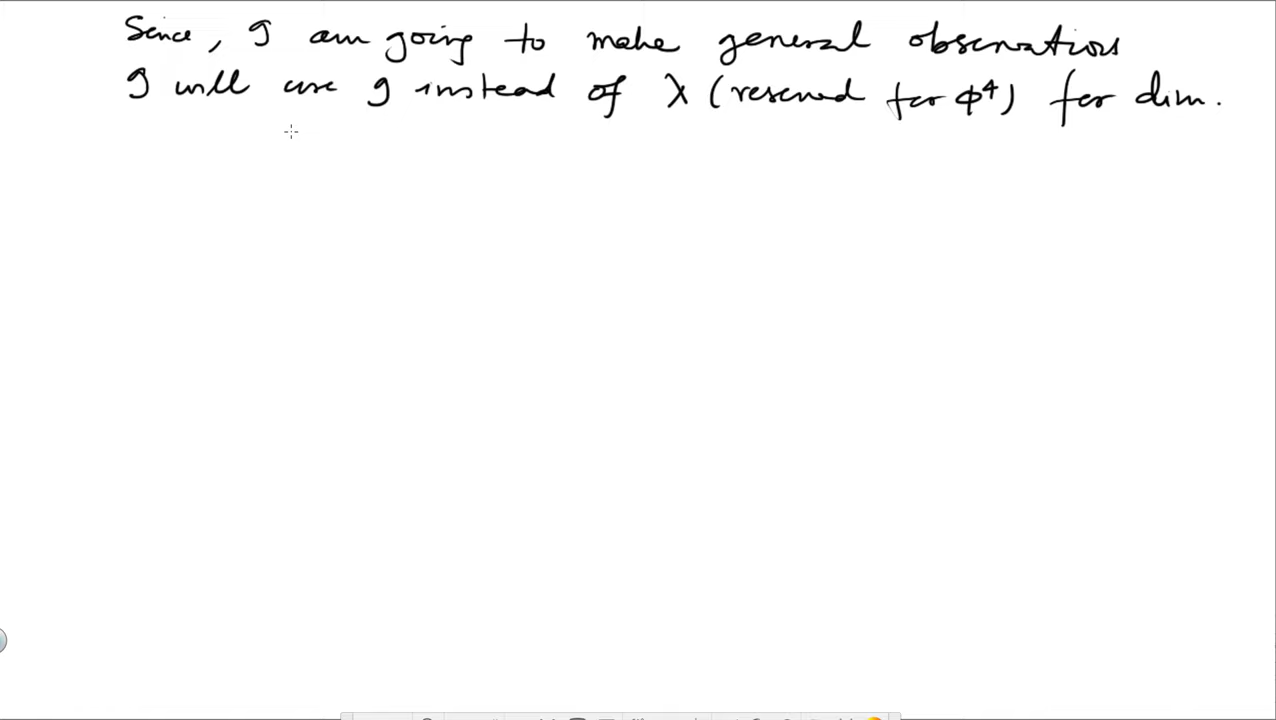 Since, I am going to make general observations
I will use g instead of λ (reserved for ϕ⁴) for dim.